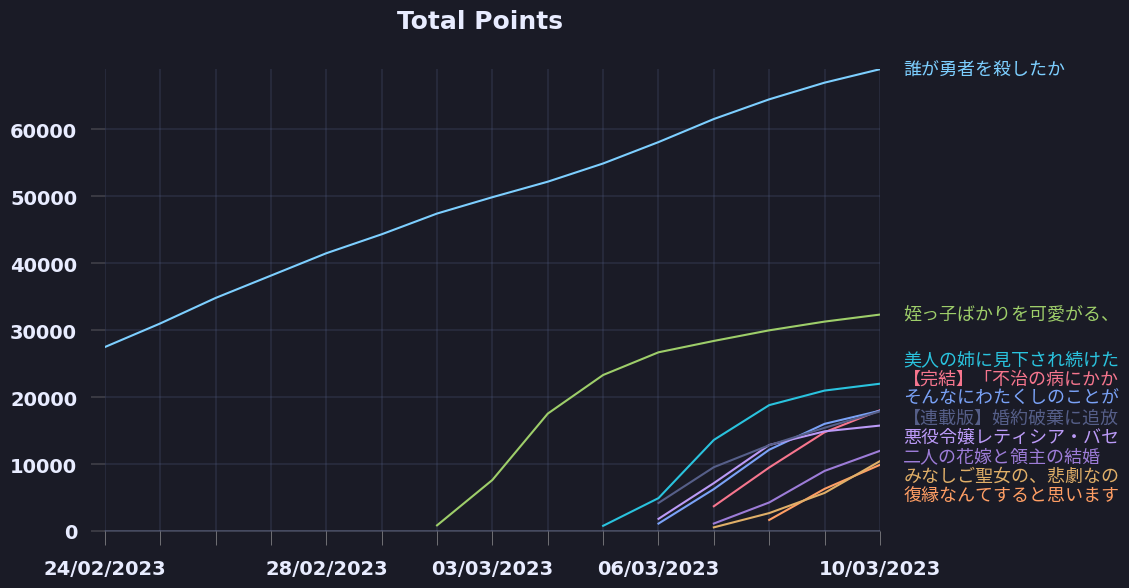 Total Points
60000
50000
40000
30000
20000
10000
0
24/02/2023
28/02/2023
03/03/2023
06/03/2023
10/03/2023
誰が勇者を殺したか
姪っ子ばかりを可愛がる、
美人の姉に見下され続けた
【完結】「不治の病にかか
そんなにわたくしのことが
【連載版】婚約破棄に追放
悪役令嬢レティシア・バセ
二人の花嫁と領主の結婚
みなしご聖女の、悲劇なの
復縁なんてすると思います